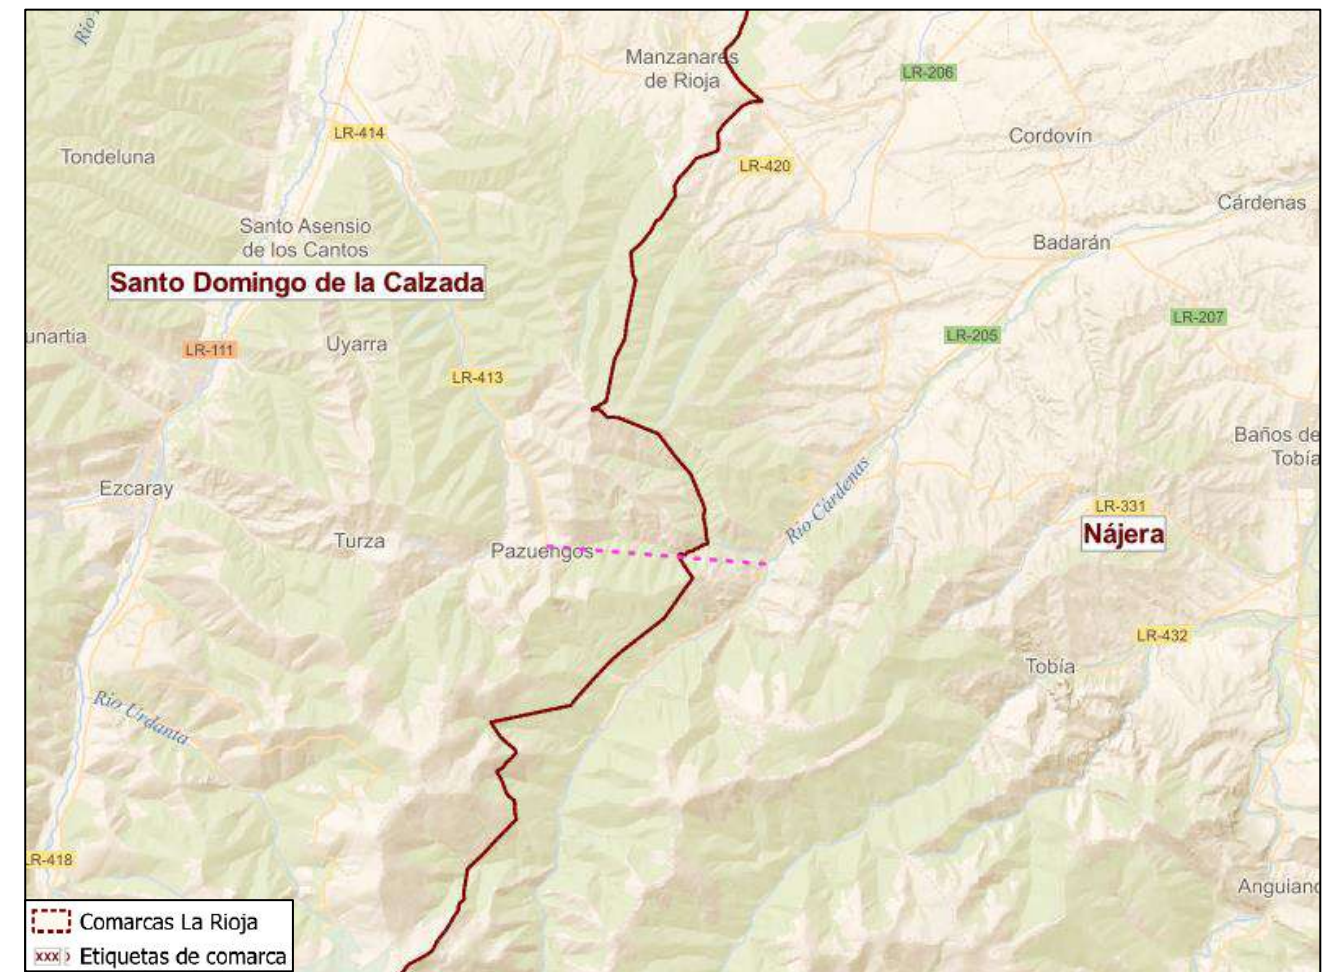 Río
Manzanares
de Rioja
LR-206
LR-414
Cordovín
Tondeluna
LR-420
Cárdenas
Santo Asensio
de los Cantos
Badarán
Santo Domingo de la Calzada
LR-207
unartia
Uyarra
LR-205
LR-111
LR-413
Baños de
Tobía
Río Cárdenas
Ezcaray
LR-331
Nájera
Turza
Pazuengos
LR-432
Tobía
Río Urdanta
LR-418
Anguiano
Comarcas La Rioja
xxx
Etiquetas de comarca